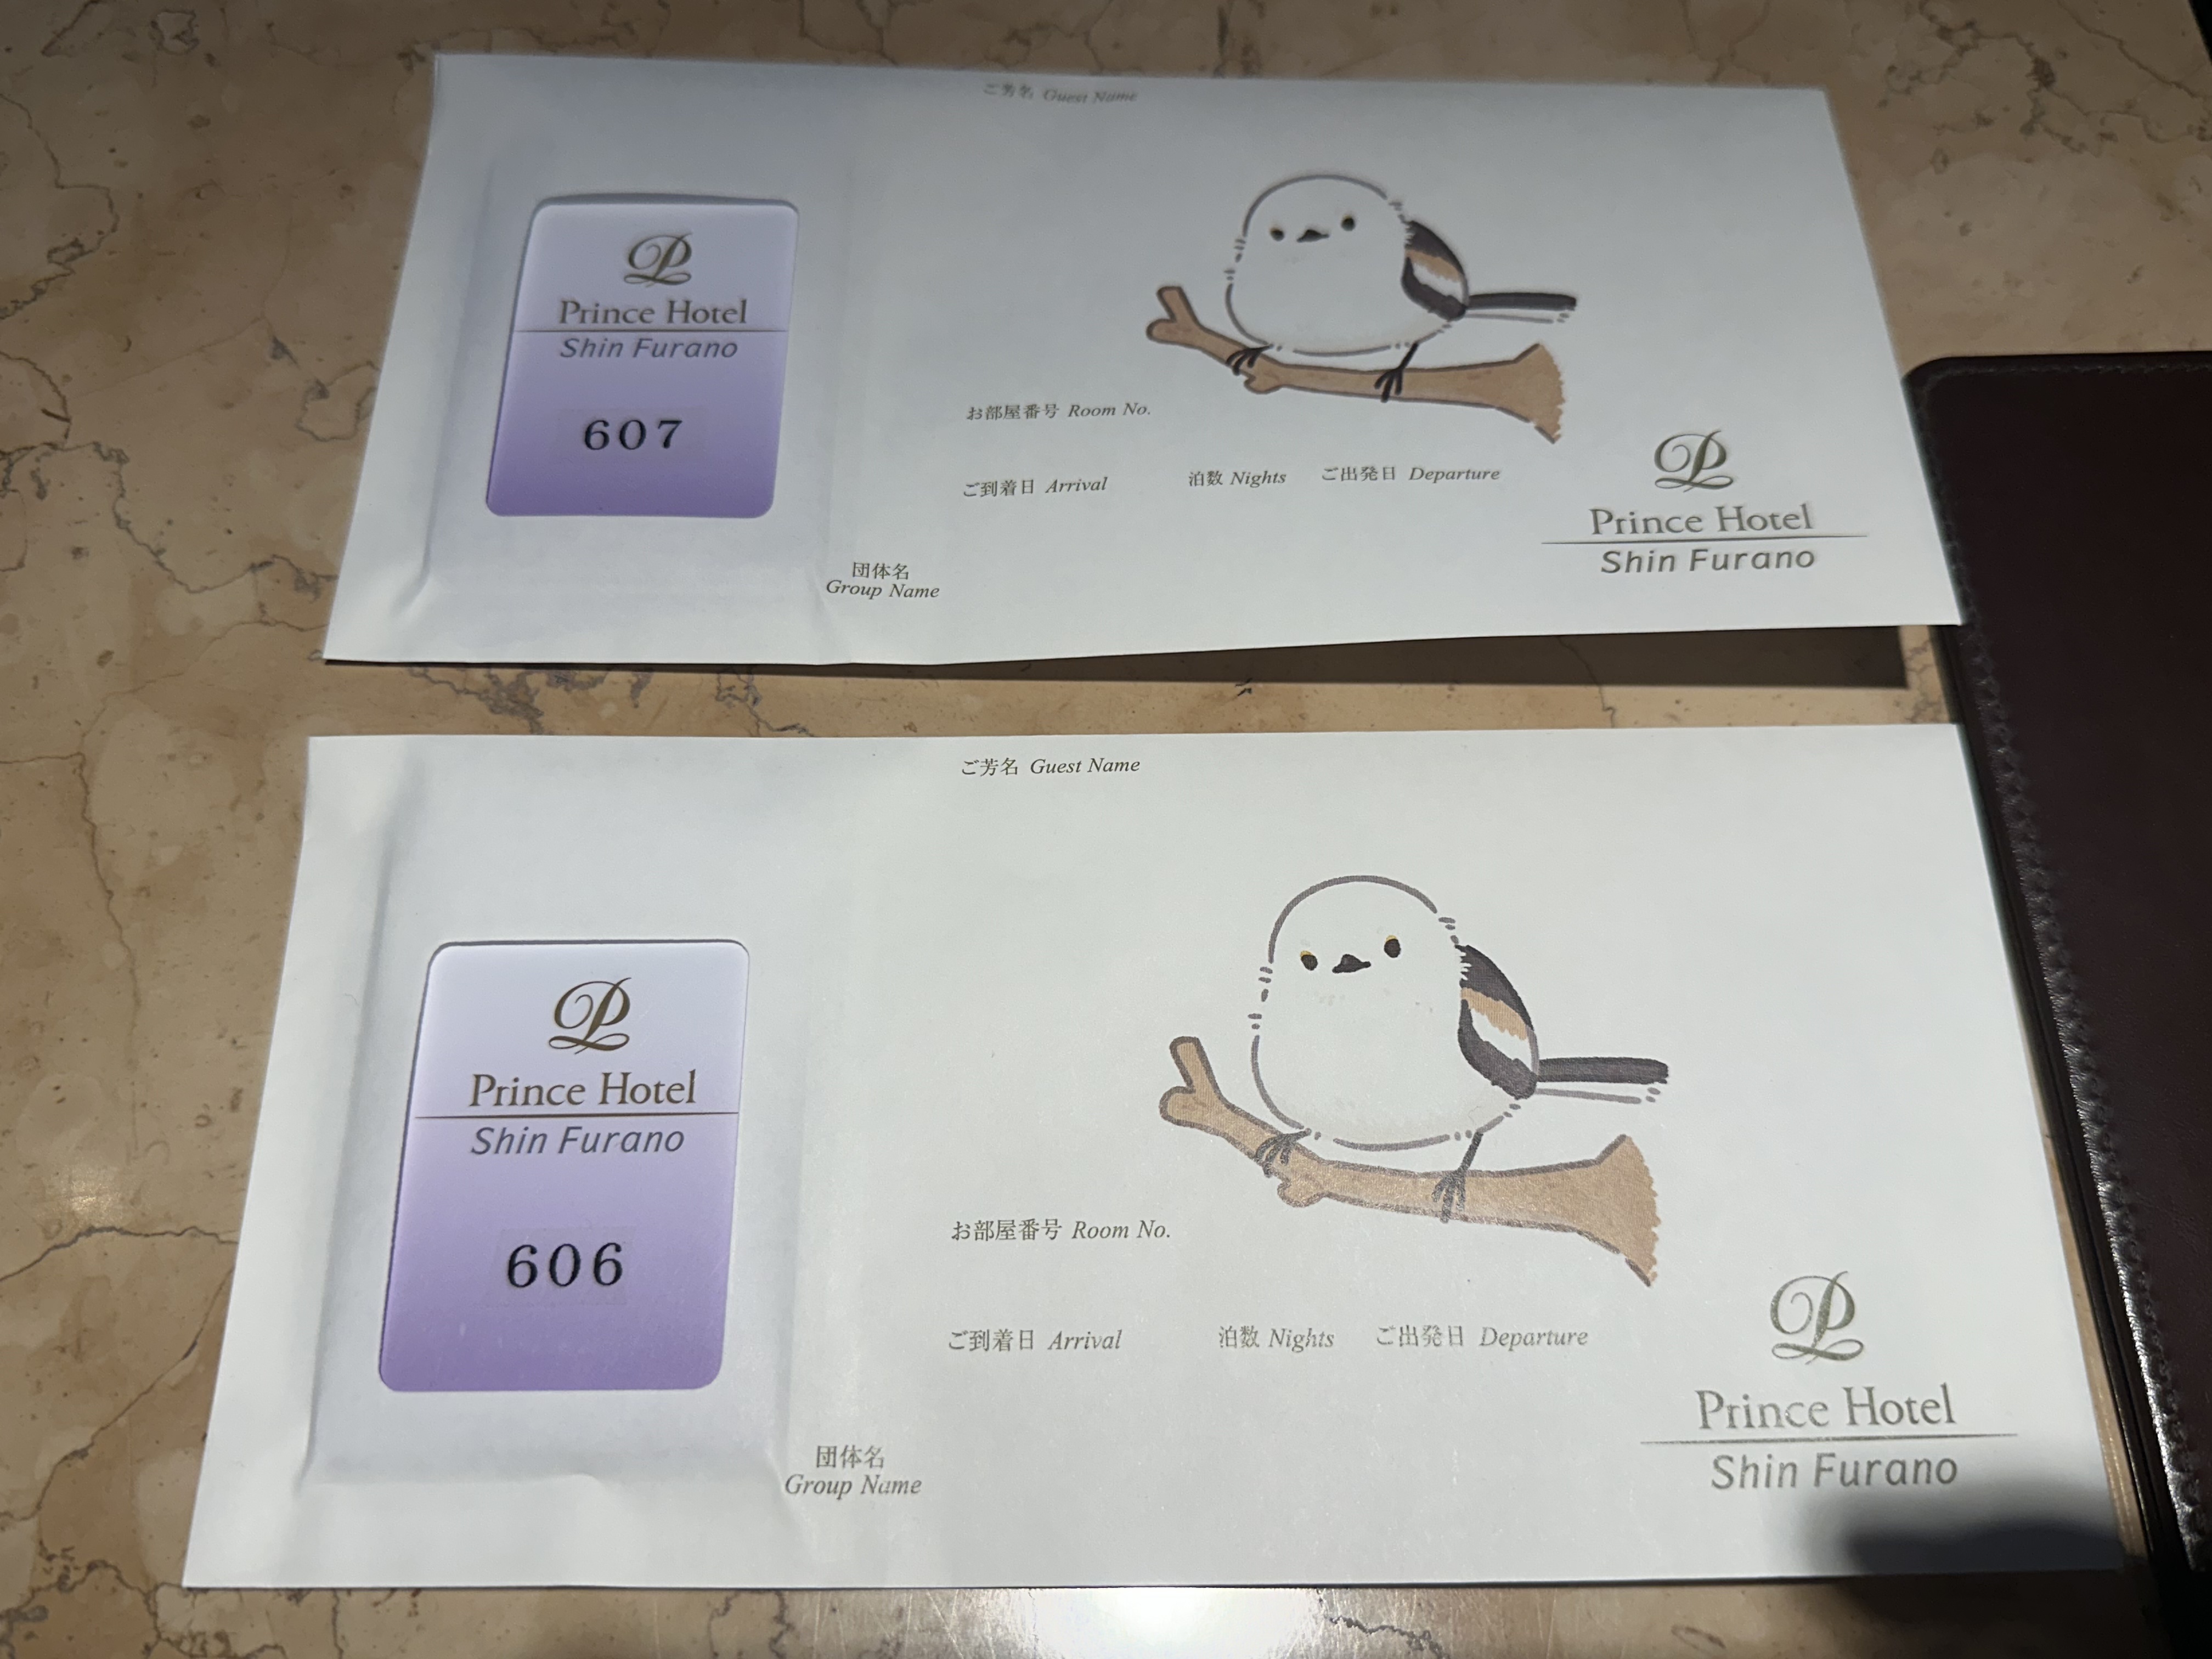 ご芳名 Guest Name
Prince Hotel
Shin Furano
607
お部屋番号 Room No.
ご到着日 Arrival 泊数 Nights ご出発日 Departure
団体名
Group Name
Prince Hotel
Shin Furano
ご芳名 Guest Name
Prince Hotel
Shin Furano
606
お部屋番号 Room No.
ご到着日 Arrival 泊数 Nights ご出発日 Departure
団体名
Group Name
Prince Hotel
Shin Furano